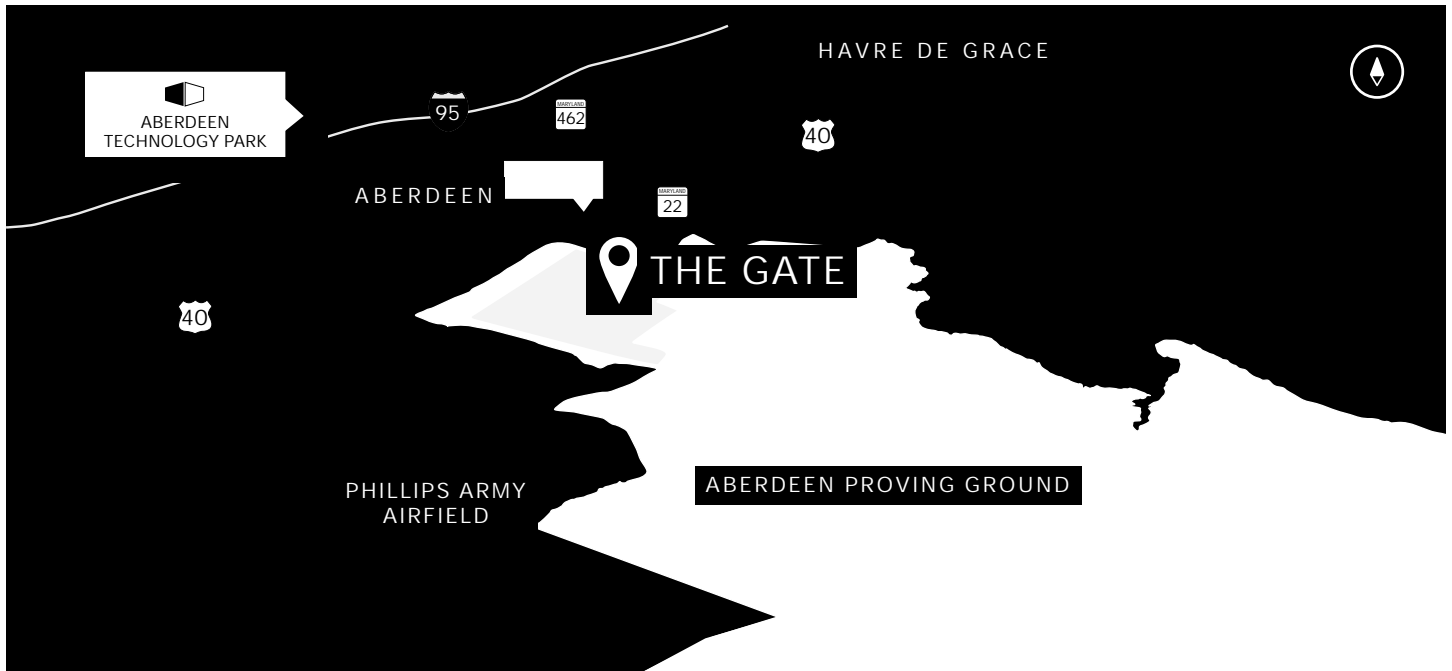 HAVRE DE GRACE
ABERDEEN
TECHNOLOGY PARK
95
MARYLAND
462
40
ABERDEEN
MARYLAND
22
THE GATE
40
PHILLIPS ARMY
AIRFIELD
ABERDEEN PROVING GROUND